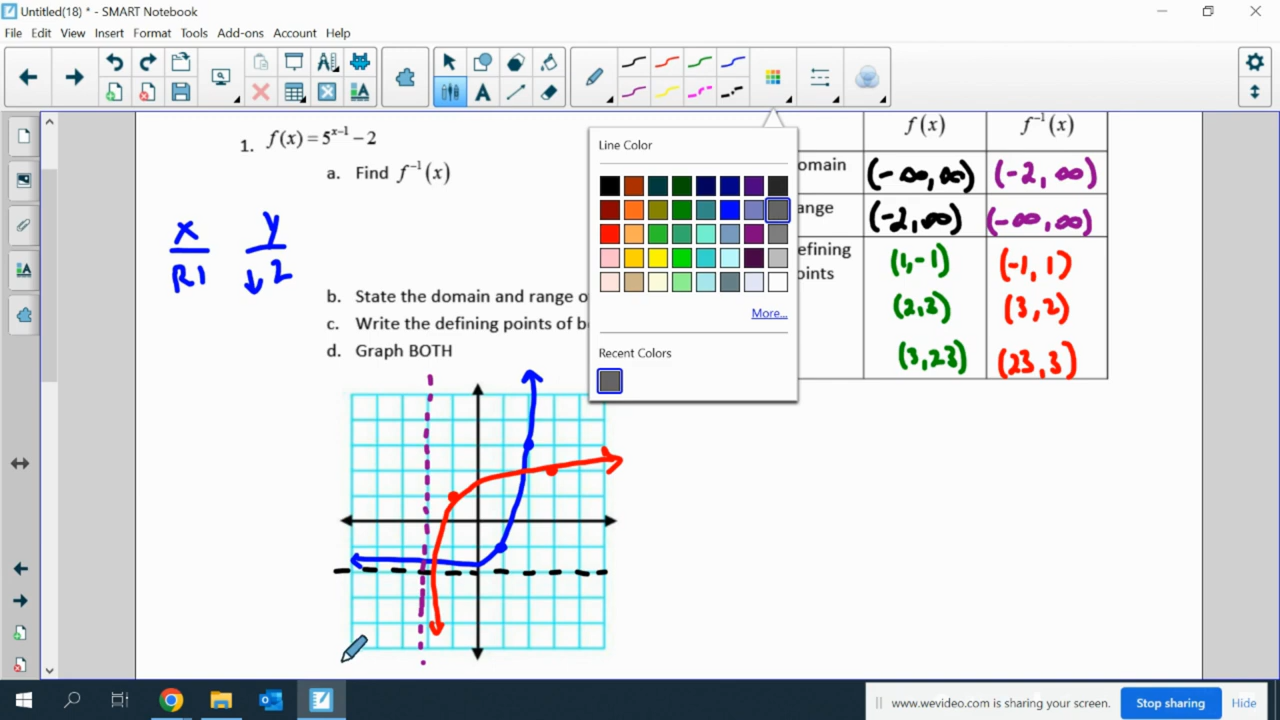 Untitled(18) * - SMART Notebook
File Edit View Insert Format Tools Add-ons Account Help
1. f(x) = 5^{x-1} - 2
a. Find f^{-1}(x)
x y
R1 ↓2
b. State the domain and range o
c. Write the defining points of b
d. Graph BOTH
Line Color
More...
Recent Colors
f(x) f^{-1}(x)
omain (-∞,∞) (-2,∞)
ange (-2,∞) (-∞,∞)
efining (1,-1) (-1,1)
oints (2,3) (3,2)
(3,23) (23,3)
www.wevideo.com is sharing your screen. Stop sharing Hide